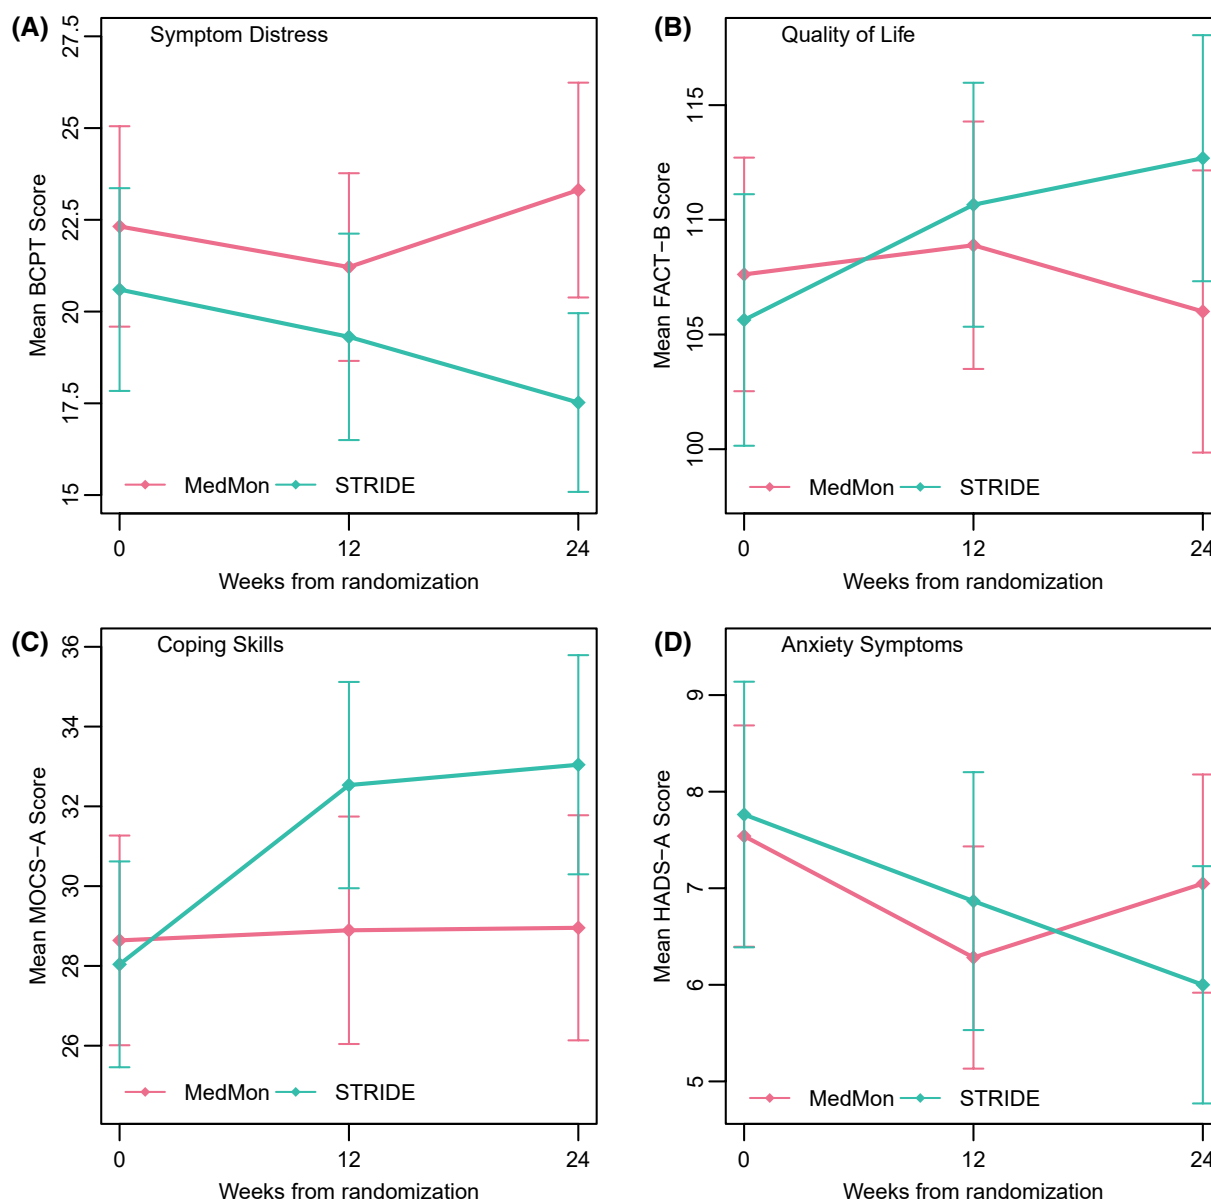 (A)
Symptom Distress
27.5
25
22.5
20
17.5
15
Mean BCPT Score
MedMon STRIDE
0 12 24
Weeks from randomization
(B)
Quality of Life
115
110
105
100
Mean FACT−B Score
MedMon STRIDE
0 12 24
Weeks from randomization
(C)
Coping Skills
36
34
32
30
28
26
Mean MOCS−A Score
MedMon STRIDE
0 12 24
Weeks from randomization
(D)
Anxiety Symptoms
9
8
7
6
5
Mean HADS−A Score
MedMon STRIDE
0 12 24
Weeks from randomization